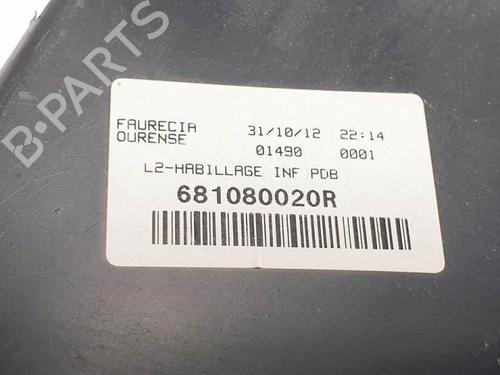 FAURECIA 31/10/12 22:14
OURENSE 01490 0001
L2-HABILLAGE INF PDB
681080020R
B-PARTS